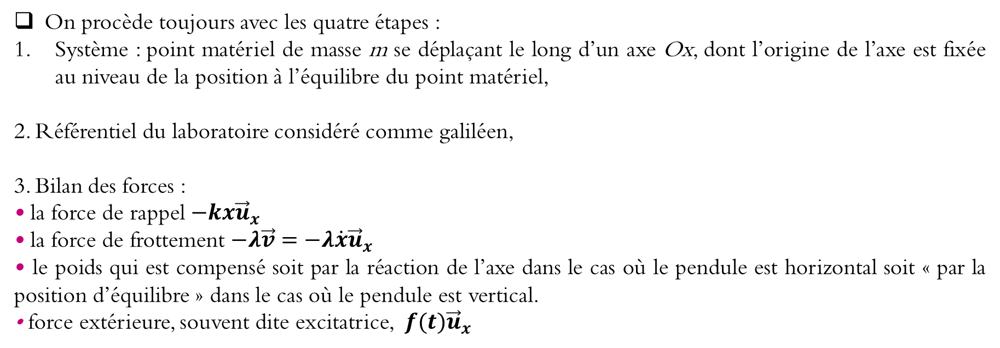 ❑ On procède toujours avec les quatre étapes :
1. Système : point matériel de masse m se déplaçant le long d’un axe Ox, dont l’origine de l’axe est fixée
au niveau de la position à l’équilibre du point matériel,
2. Référentiel du laboratoire considéré comme galiléen,
3. Bilan des forces :
• la force de rappel $-kx\vec{u}_x$
• la force de frottement $-\lambda\vec{v} = -\lambda\dot{x}\vec{u}_x$
• le poids qui est compensé soit par la réaction de l’axe dans le cas où le pendule est horizontal soit « par la
position d’équilibre » dans le cas où le pendule est vertical.
• force extérieure, souvent dite excitatrice, $f(t)\vec{u}_x$